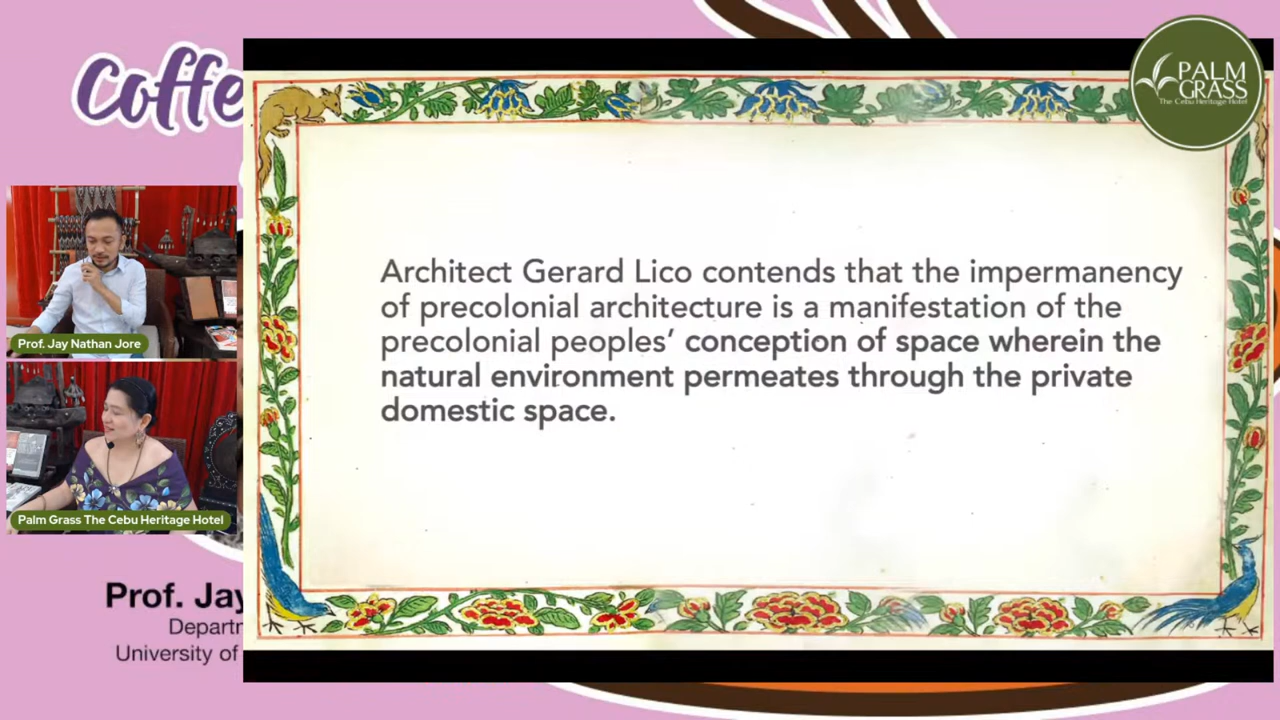 Coffe
PALM
GRASS
The Cebu Heritage Hotel
Architect Gerard Lico contends that the impermanency
of precolonial architecture is a manifestation of the
precolonial peoples’ conception of space wherein the
natural environment permeates through the private
domestic space.
Prof. Jay Nathan Jore
Palm Grass The Cebu Heritage Hotel
Prof. Jay
Departm
University of